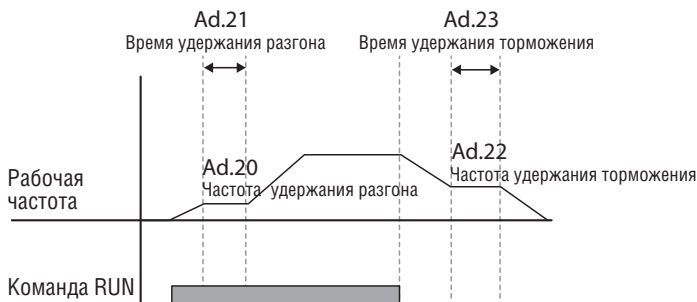 Ad.21
Время удержания разгона
Ad.23
Время удержания торможения
Ad.20
Частота удержания разгона
Ad.22
Частота удержания торможения
Рабочая
частота
Команда RUN